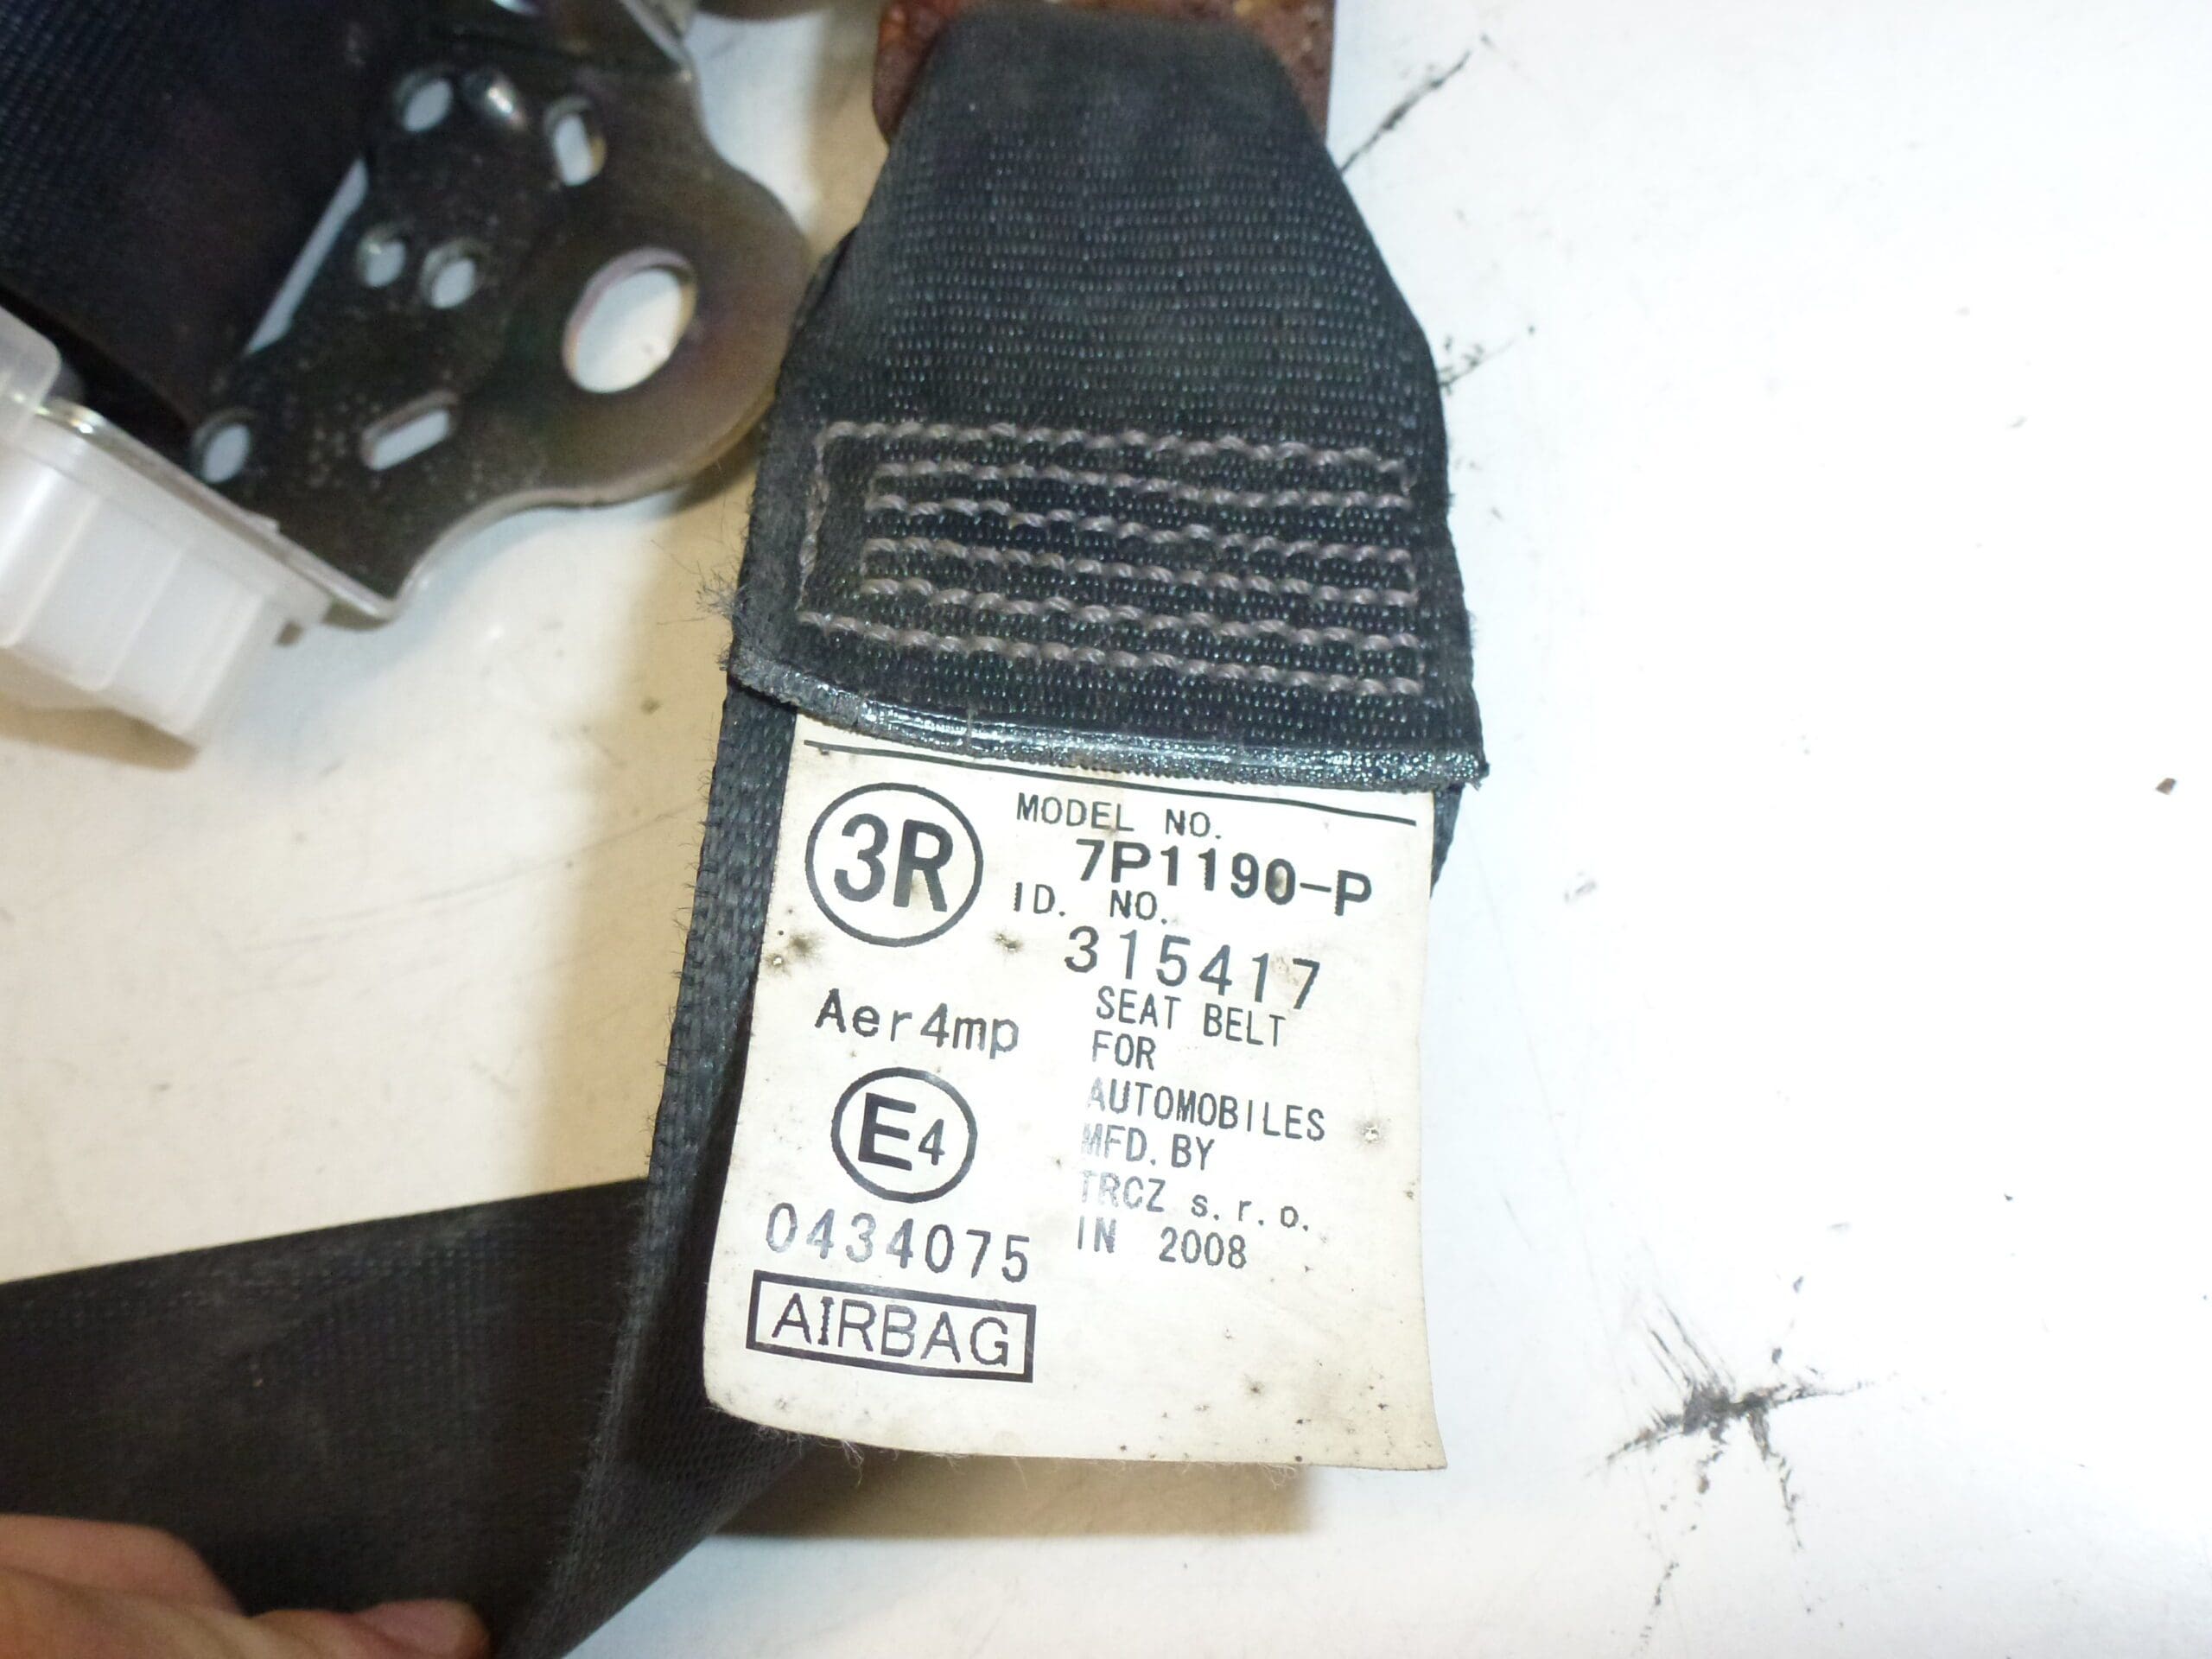 3R
MODEL NO.
7P1190-P
ID. NO.
315417
Aer4mp
SEAT BELT
FOR
AUTOMOBILES
MFD. BY
TRCZ s.r.o.
IN 2008
E4
0434075
AIRBAG